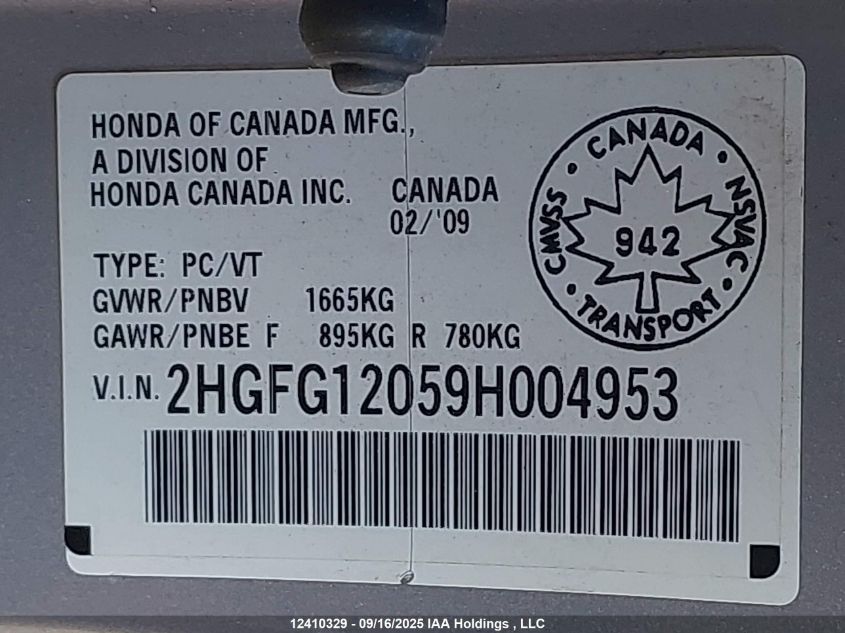 HONDA OF CANADA MFG.,
A DIVISION OF
HONDA CANADA INC. CANADA
02/'09
TYPE: PC/VT
GVWR/PNBV 1665KG
GAWR/PNBE F 895KG R 780KG
V.I.N. 2HGFG12059H004953
CANADA
CMVSS
NSVAC
942
TRANSPORT
12410329 - 09/16/2025 IAA Holdings , LLC